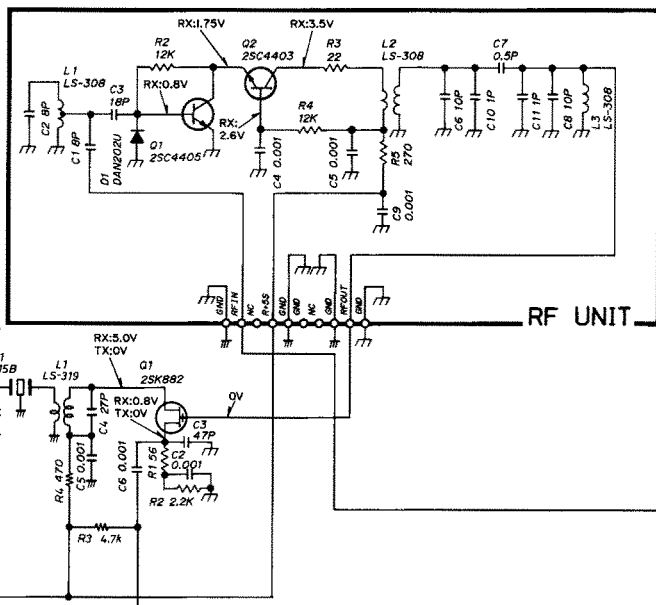 RX:1.75V
RX:3.5V
R2
12K
Q2
2SC4403
R3
22
L2
LS-308
C7
0.5P
L1
LS-308
C3
18P
RX:0.8V
C2 8P
C1 8P
D1
DAN202U
Q1
2SC4405
RX:
2.6V
R4
12K
C4 0.001
C5 0.001
R5
270
C9
0.001
C6 10P
C10 1P
C11 1P
C8 10P
L3
LS-308
GND
RFIN
NC
R+5S
GND
GND
NC
GND
RFOUT
GND
RF UNIT
RX:5.0V
TX:0V
15B
L1
LS-319
Q1
2SK882
RX:0.8V
TX:0V
0V
C4 27P
C3
47P
C5 0.001
R4 470
C6 0.001
R1 56
C2
0.001
R2 2.2K
R3 4.7k